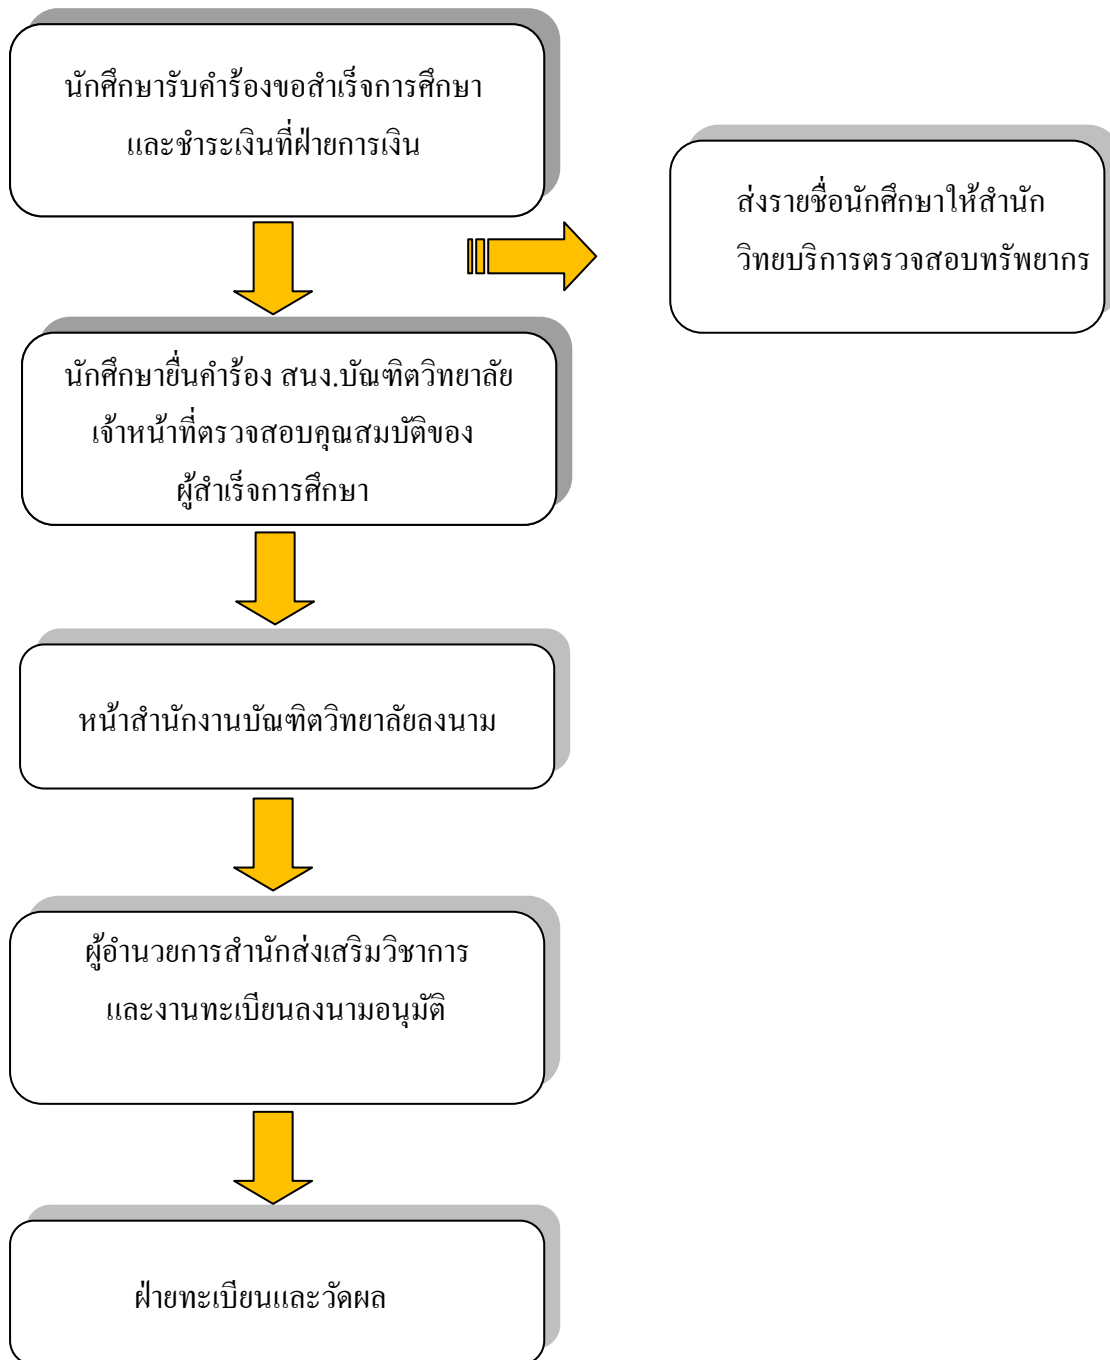 นักศึกษารับคำร้องขอสำเร็จการศึกษา
และชำระเงินที่ฝ่ายการเงิน
ส่งรายชื่อนักศึกษาให้สำนัก
วิทยบริการตรวจสอบทรัพยากร
นักศึกษายื่นคำร้อง สนง.บัณฑิตวิทยาลัย
เจ้าหน้าที่ตรวจสอบคุณสมบัติของ
ผู้สำเร็จการศึกษา
หน้าสำนักงานบัณฑิตวิทยาลัยลงนาม
ผู้อำนวยการสำนักส่งเสริมวิชาการ
และงานทะเบียนลงนามอนุมัติ
ฝ่ายทะเบียนและวัดผล